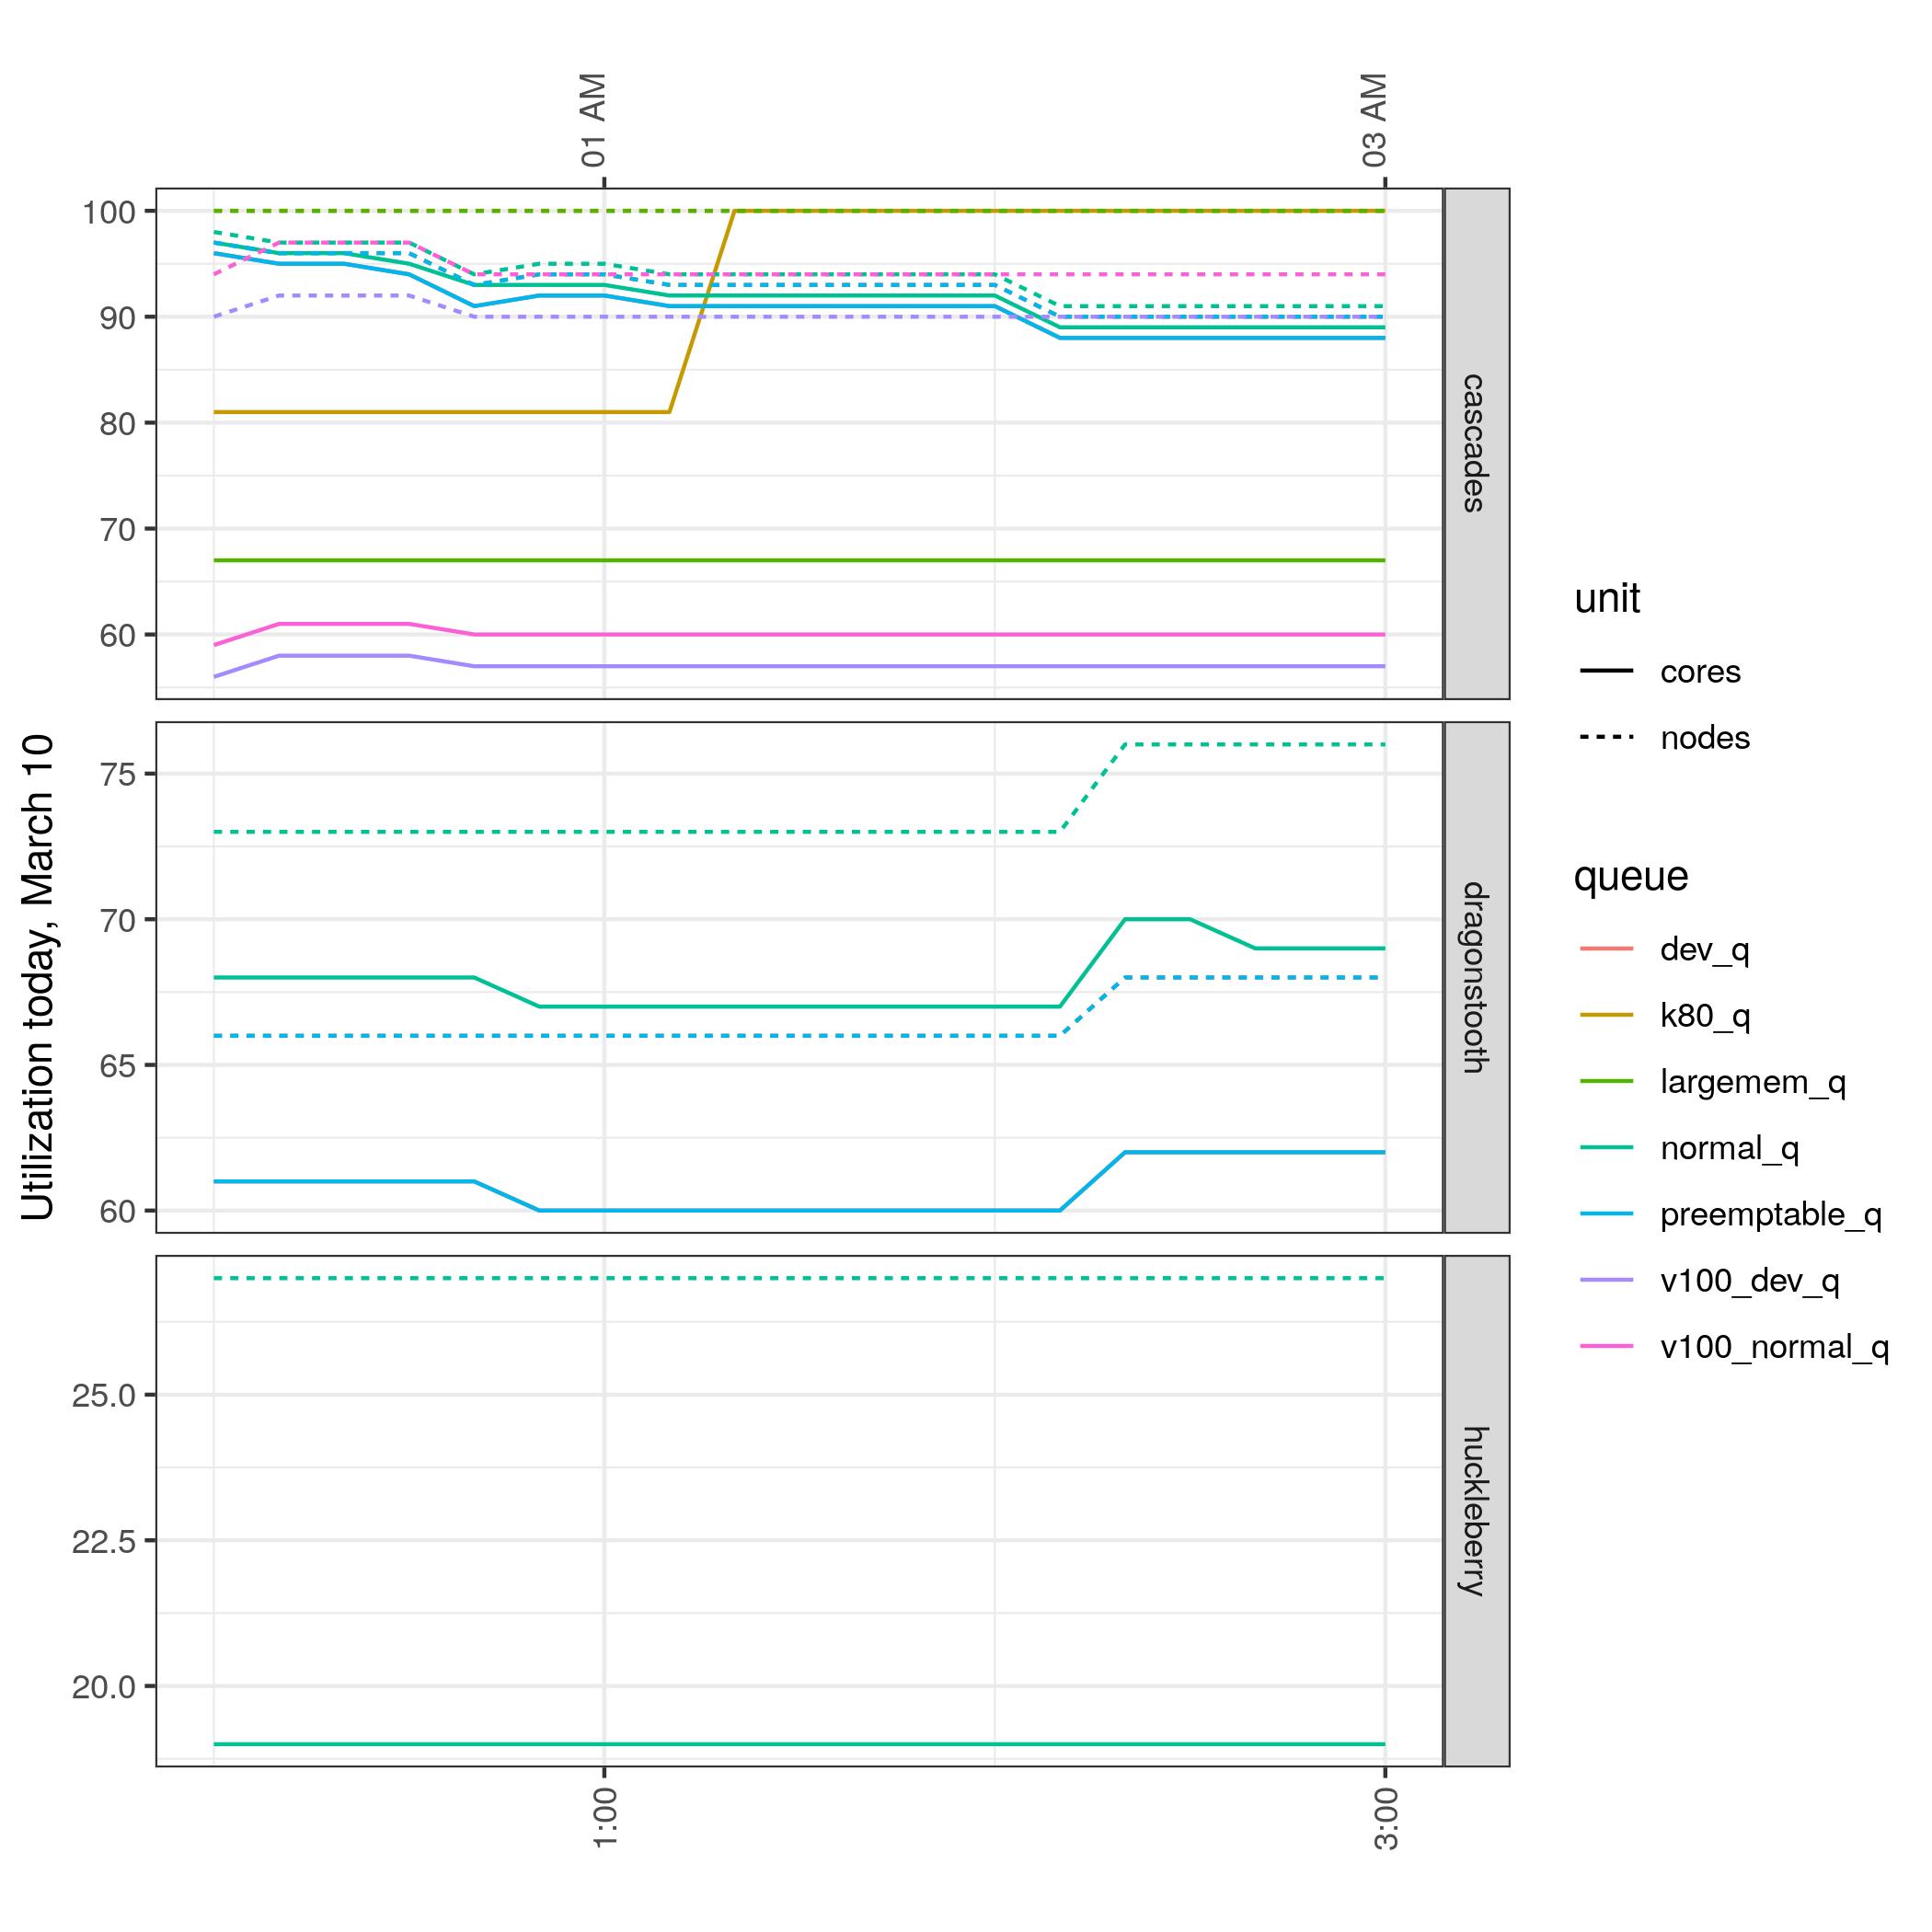 01 AM
03 AM
100
90
80
70
60
cascades
75
70
65
60
dragonstooth
25.0
22.5
20.0
huckleberry
1:00
3:00
Utilization today, March 10
unit
cores
nodes
queue
dev_q
k80_q
largemem_q
normal_q
preemptable_q
v100_dev_q
v100_normal_q